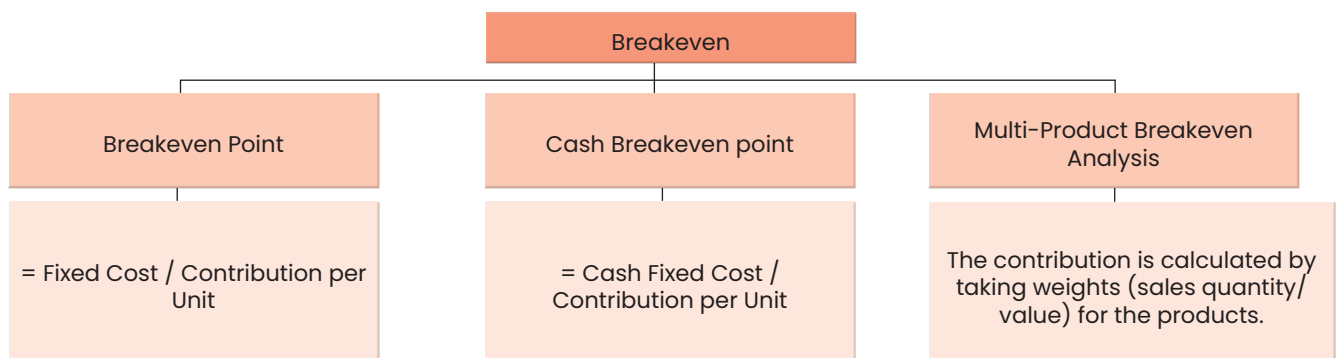 Breakeven
Breakeven Point
Cash Breakeven point
Multi-Product Breakeven
Analysis
= Fixed Cost / Contribution per
Unit
= Cash Fixed Cost /
Contribution per Unit
The contribution is calculated by
taking weights (sales quantity/
value) for the products.